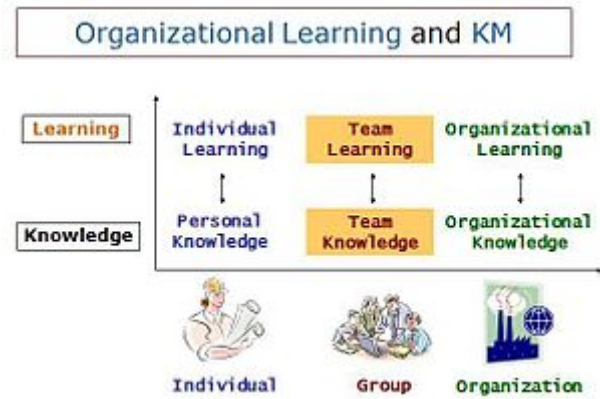 Organizational Learning and KM
Learning
Individual
Learning
Team
Learning
Organizational
Learning
Knowledge
Personal
Knowledge
Team
Knowledge
Organizational
Knowledge
Individual
Group
Organization